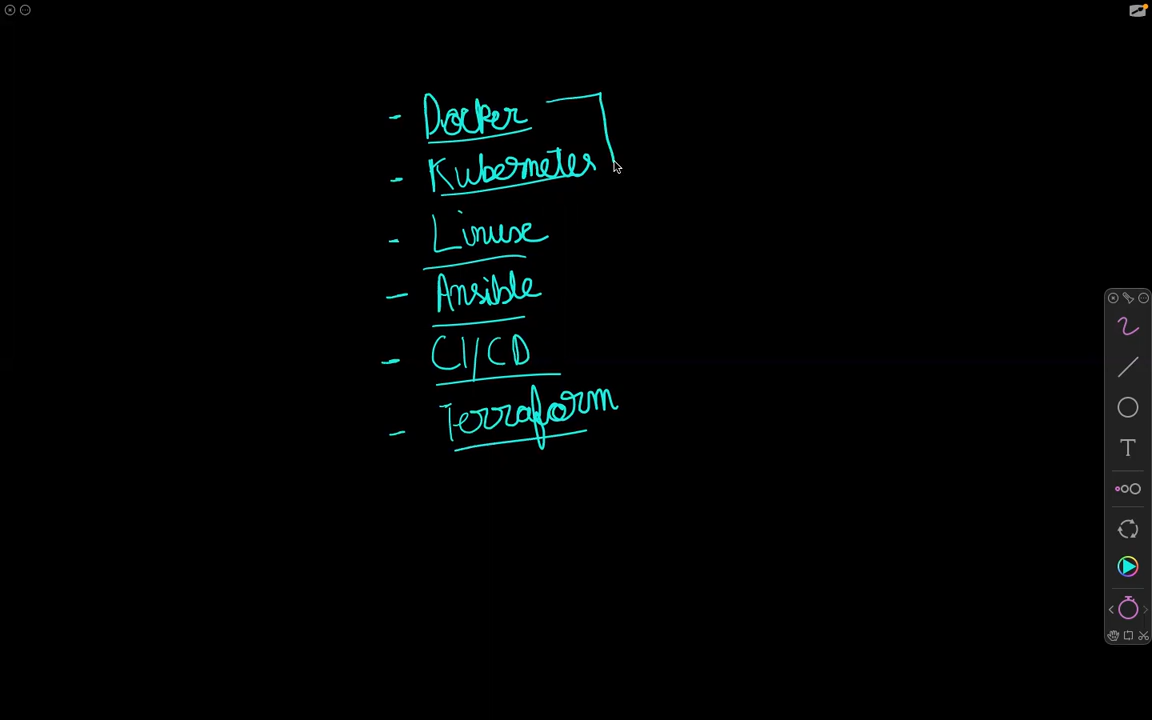 - Docker
- Kubernetes
- Linux
- Ansible
- CI/CD
- Terraform
T